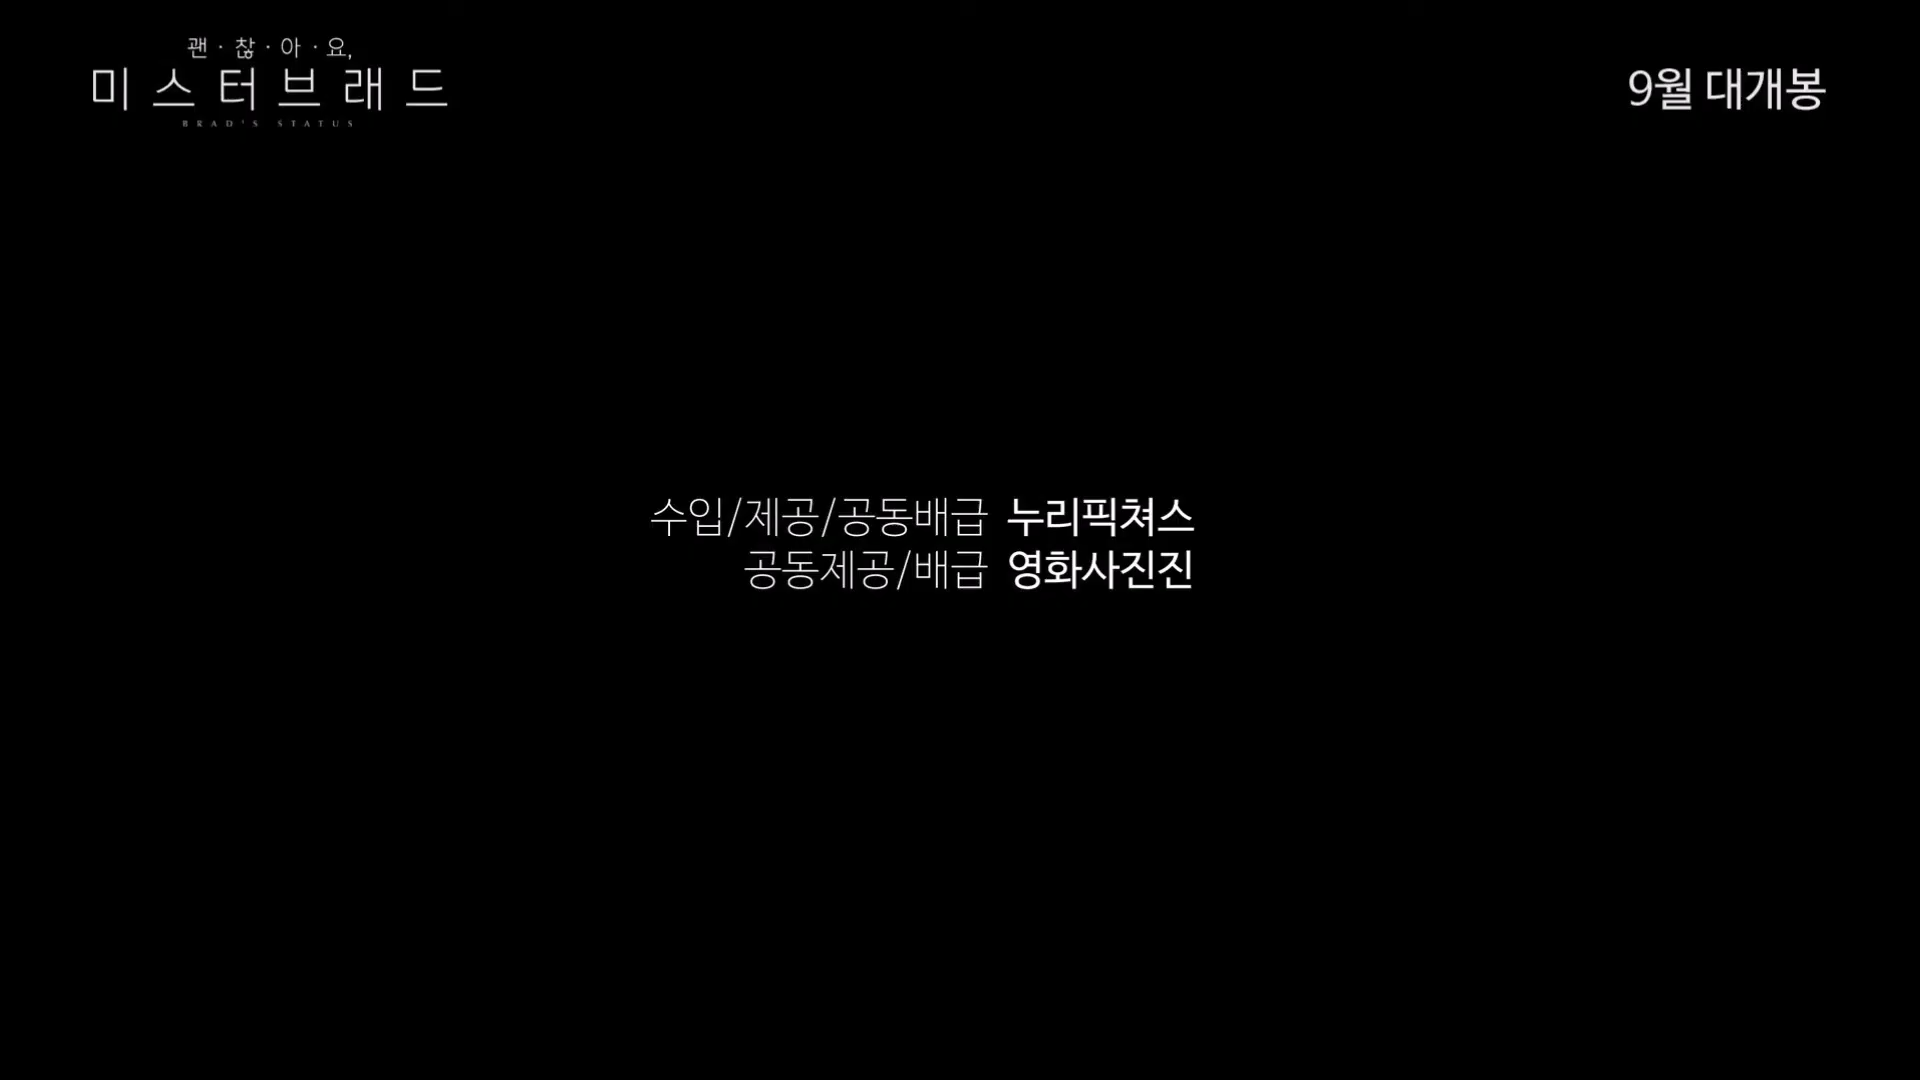 괜·찮·아·요,
미스터브래드
BRAD'S STATUS
9월 대개봉
수입/제공/공동배급 누리픽쳐스
공동제공/배급 영화사진진